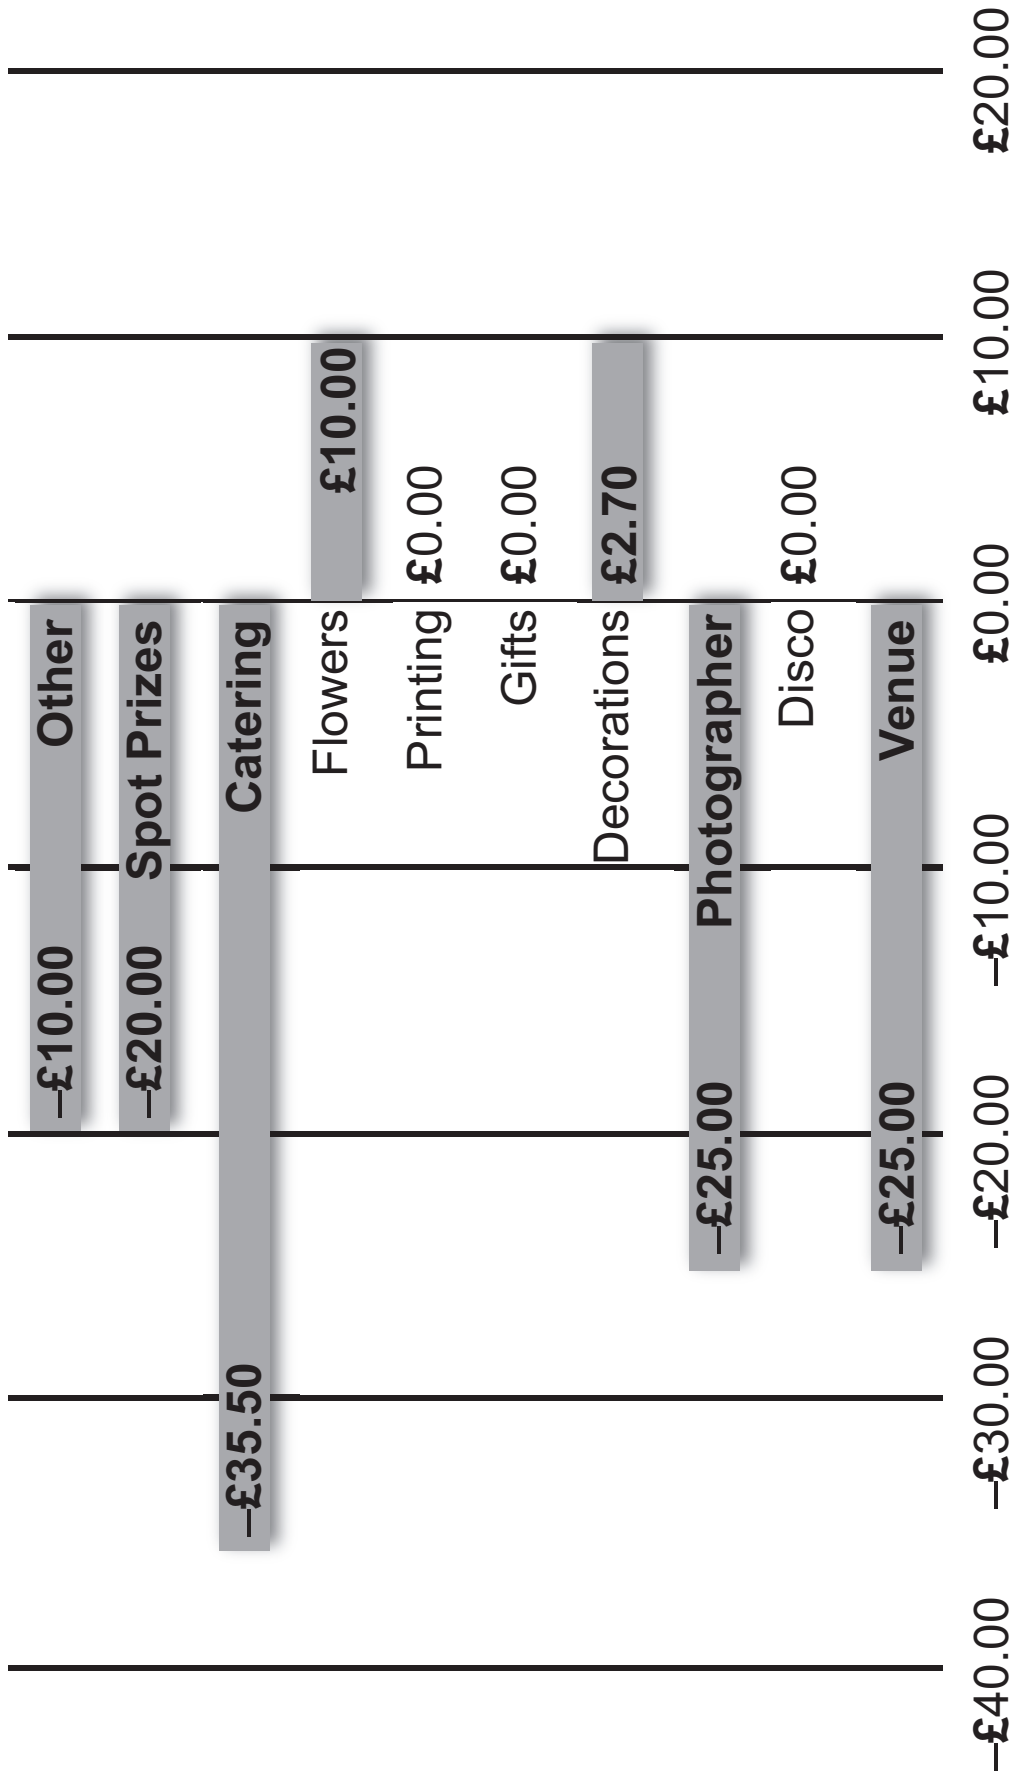 Other –£10.00
Spot Prizes –£20.00
Catering –£35.50
Flowers £10.00
Printing £0.00
Gifts £0.00
Decorations £2.70
Photographer –£25.00
Disco £0.00
Venue –£25.00
–£40.00 –£30.00 –£20.00 –£10.00 £0.00 £10.00 £20.00